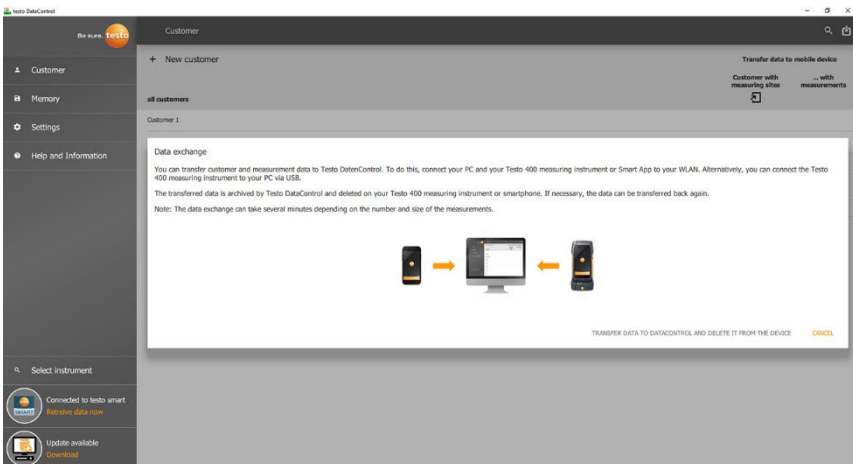 testo DataControl
Be sure. testo
Customer
Memory
Settings
Help and Information
Select instrument
SMART
Connected to testo smart
Retreive data now
Update available
Download
Customer
+ New customer
Transfer data to mobile device
Customer with
measuring sites
... with
measurements
all customers
Customer 1
Data exchange
You can transfer customer and measurement data to Testo DatenControl. To do this, connect your PC and your Testo 400 measuring instrument or Smart App to your WLAN. Alternatively, you can connect the Testo
400 measuring instrument to your PC via USB.
The transferred data is archived by Testo DataControl and deleted on your Testo 400 measuring instrument or smartphone. If necessary, the data can be transferred back again.
Note: The data exchange can take several minutes depending on the number and size of the measurements.
TRANSFER DATA TO DATACONTROL AND DELETE IT FROM THE DEVICE
CANCEL